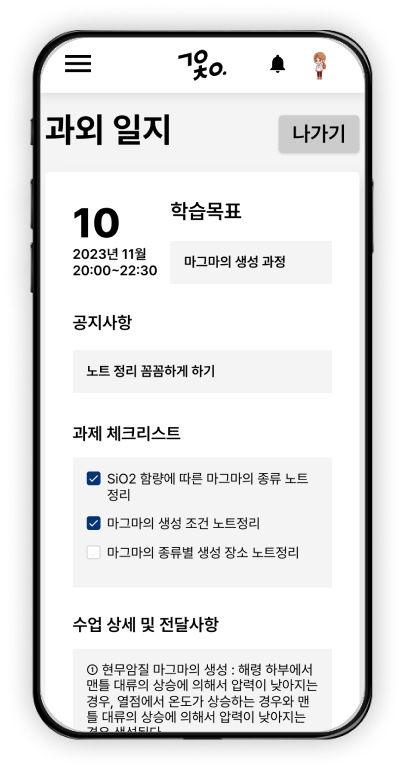 과외 일지
나가기
10
2023년 11월
20:00~22:30
학습목표
마그마의 생성 과정
공지사항
노트 정리 꼼꼼하게 하기
과제 체크리스트
SiO2 함량에 따른 마그마의 종류 노트
정리
마그마의 생성 조건 노트정리
마그마의 종류별 생성 장소 노트정리
수업 상세 및 전달사항
① 현무암질 마그마의 생성 : 해령 하부에서
맨틀 대류의 상승에 의해서 압력이 낮아지는
경우, 열점에서 온도가 상승하는 경우와 맨
틀 대류의 상승에 의해서 압력이 낮아지는
경우 생성된다